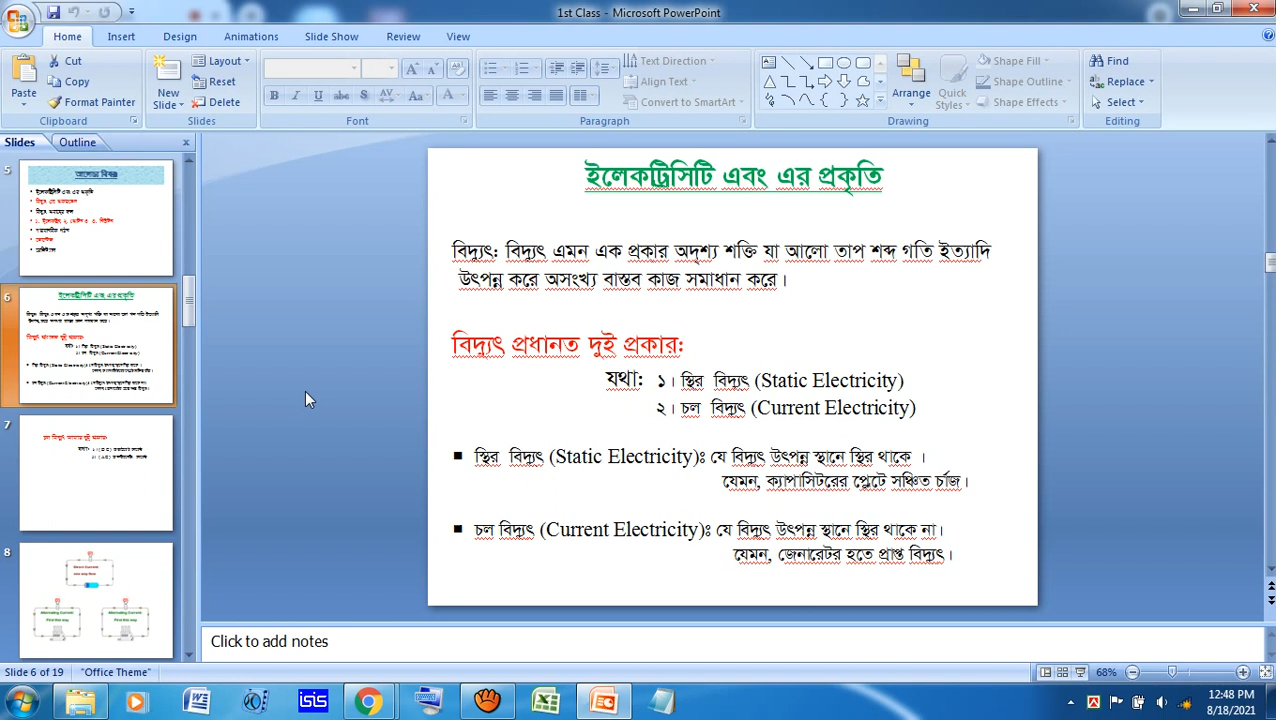 1st Class - Microsoft PowerPoint
Home Insert Design Animations Slide Show Review View
Paste
Cut
Copy
Format Painter
Clipboard
New Slide
Layout
Reset
Delete
Slides
Font
Text Direction
Align Text
Convert to SmartArt
Paragraph
Arrange
Quick Styles
Shape Fill
Shape Outline
Shape Effects
Drawing
Find
Replace
Select
Editing
Slides Outline
5
6
7
8
ইলেকট্রিসিটি এবং এর প্রকৃতি
বিদ্যুৎ: বিদ্যুৎ এমন এক প্রকার অদৃশ্য শক্তি যা আলো তাপ শব্দ গতি ইত্যাদি
উৎপন্ন করে অসংখ্য বাস্তব কাজ সমাধান করে।
বিদ্যুৎ প্রধানত দুই প্রকার:
যথা: ১। স্থির বিদ্যুৎ (Static Electricity)
২। চল বিদ্যুৎ (Current Electricity)
▪ স্থির বিদ্যুৎ (Static Electricity)ঃ যে বিদ্যুৎ উৎপন্ন স্থানে স্থির থাকে ।
যেমন, ক্যাপাসিটরের প্লেটে সঞ্চিত চার্জ।
▪ চল বিদ্যুৎ (Current Electricity)ঃ যে বিদ্যুৎ উৎপন্ন স্থানে স্থির থাকে না।
যেমন, জেনারেটর হতে প্রাপ্ত বিদ্যুৎ।
Click to add notes
Slide 6 of 19 "Office Theme" 68%
isis
12:48 PM
8/18/2021